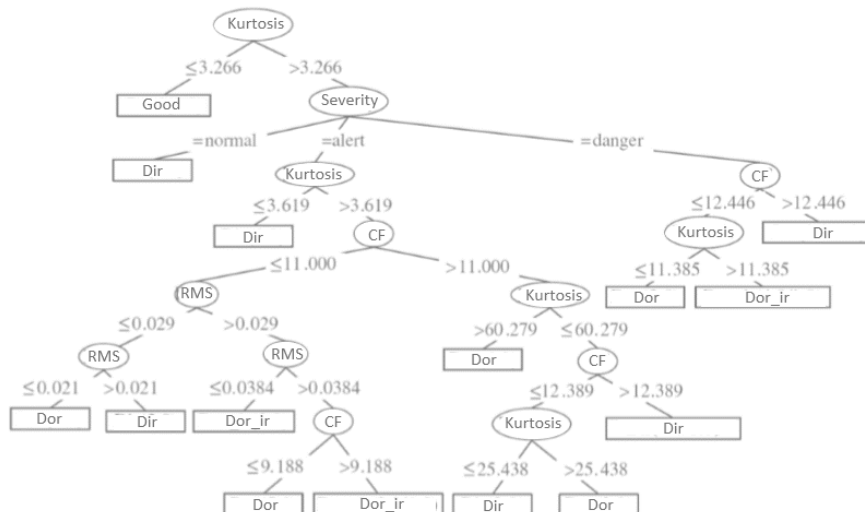 Kurtosis
≤3.266 >3.266
Good Severity
=normal =alert =danger
Dir Kurtosis CF
≤3.619 >3.619 ≤12.446 >12.446
Dir CF Kurtosis Dir
≤11.000 >11.000 ≤11.385 >11.385
RMS Kurtosis Dor Dor_ir
≤0.029 >0.029 >60.279 ≤60.279
RMS RMS Dor CF
≤0.021 >0.021 ≤0.0384 >0.0384 ≤12.389 >12.389
Dor Dir Dor_ir CF Kurtosis Dir
≤9.188 >9.188 ≤25.438 >25.438
Dor Dor_ir Dir Dor